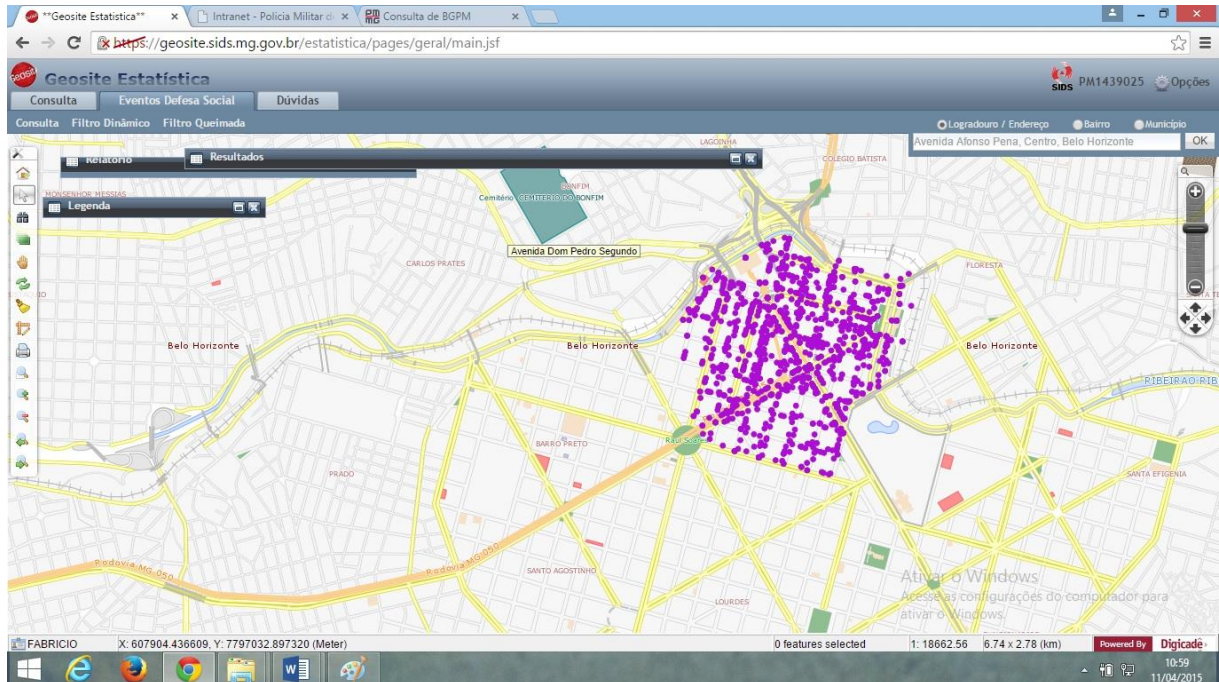 **Geosite Estatistica**
Intranet - Policia Militar d
Consulta de BGPM
https://geosite.sids.mg.gov.br/estatistica/pages/geral/main.jsf
Geosite Estatística
SIDS PM1439025 Opções
Consulta Eventos Defesa Social Dúvidas
Consulta Filtro Dinâmico Filtro Queimada
Logradouro / Endereço Bairro Município
Avenida Afonso Pena, Centro, Belo Horizonte OK
Relatório
Resultados
Legenda
LAGOINHA
COLÉGIO BATISTA
MONSENHOR MESSIAS
BONFIM
Cemitério CEMITERIO DO BONFIM
Avenida Dom Pedro Segundo
CARLOS PRATES
FLORESTA
Belo Horizonte
Belo Horizonte
Belo Horizonte
RIBEIRAO RIB
BARRO PRETO
Raul Soares
PRADO
SANTA EFIGENIA
Rodovia MG-050
Rodovia MG-050
SANTO AGOSTINHO
LOURDES
Ativar o Windows
Acesse as configurações do computador para
ativar o Windows.
FABRICIO X: 607904.436609, Y: 7797032.897320 (Meter) 0 features selected 1: 18662.56 6.74 x 2.78 (km) Powered By Digicade
10:59
11/04/2015